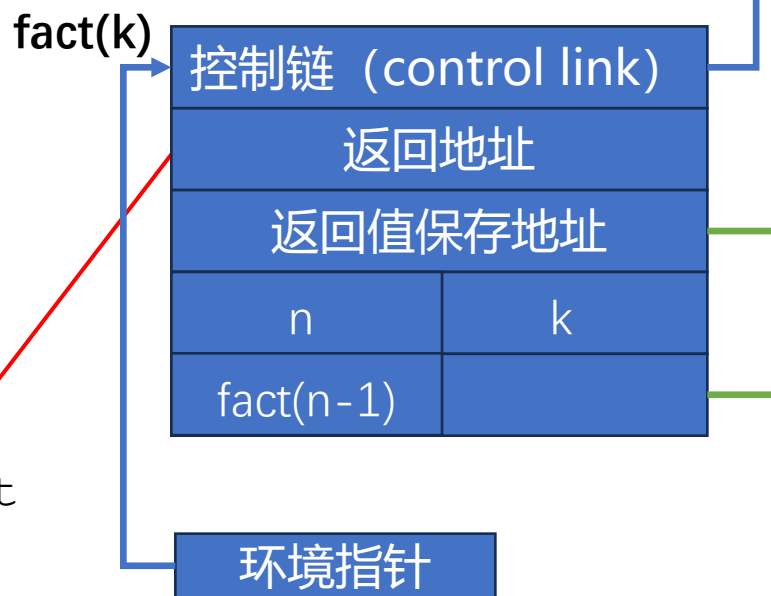 fact(k)
控制链（control link）
返回地址
返回值保存地址
n k
fact(n-1)
环境指针